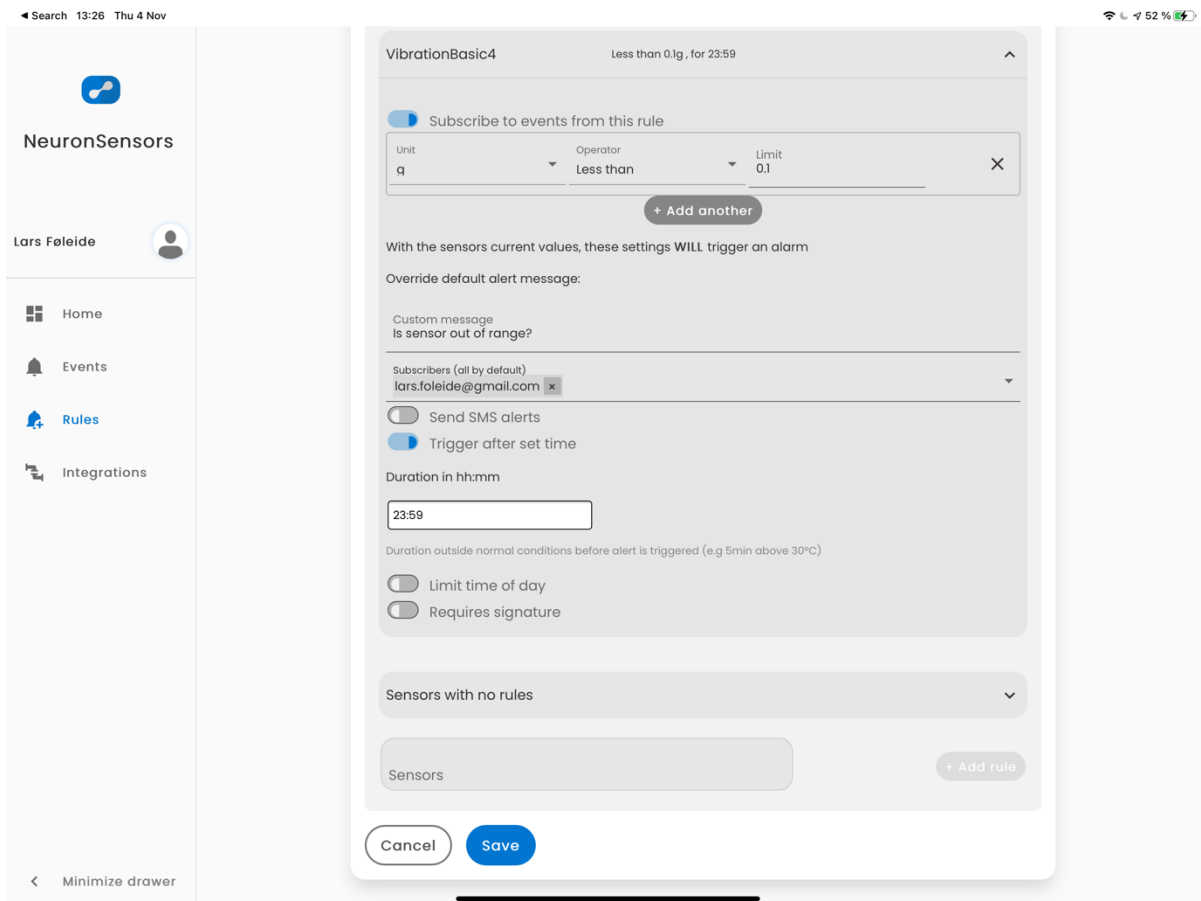 ◀ Search 13:26 Thu 4 Nov 52 %
VibrationBasic4 Less than 0.1g , for 23:59
NeuronSensors
Subscribe to events from this rule
Unit Operator Limit
g Less than 0.1
+ Add another
Lars Føleide
With the sensors current values, these settings WILL trigger an alarm
Override default alert message:
Home
Custom message
Is sensor out of range?
Events
Subscribers (all by default)
lars.foleide@gmail.com ×
Rules
Send SMS alerts
Trigger after set time
Integrations
Duration in hh:mm
23:59
Duration outside normal conditions before alert is triggered (e.g 5min above 30°C)
Limit time of day
Requires signature
Sensors with no rules
Sensors
+ Add rule
Cancel Save
Minimize drawer